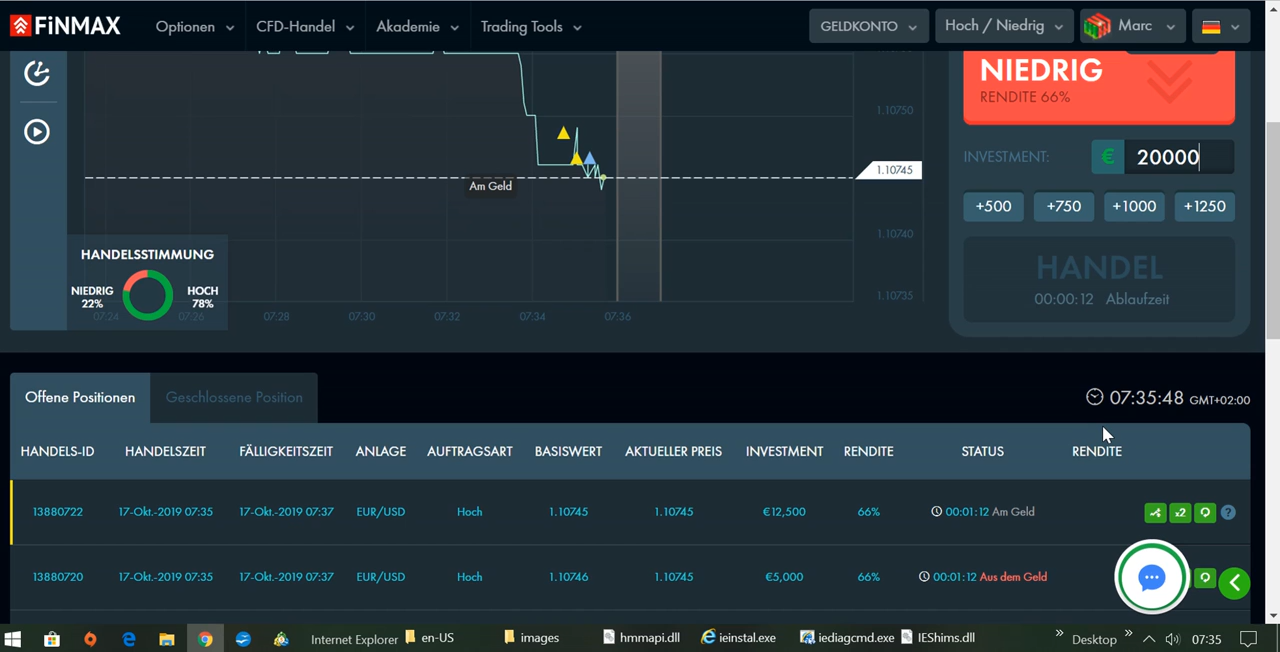 FiNMAX Optionen CFD-Handel Akademie Trading Tools GELDKONTO Hoch / Niedrig Marc
NIEDRIG
RENDITE 66%
1.10750
INVESTMENT: € 20000
1.10745
Am Geld
+500 +750 +1000 +1250
1.10740
HANDELSSTIMMUNG
NIEDRIG
22%
HOCH
78%
HANDEL
00:00:12 Ablaufzeit
1.10735
07:24 07:26 07:28 07:30 07:32 07:34 07:36
Offene Positionen Geschlossene Position
07:35:48 GMT+02:00
HANDELS-ID HANDELSZEIT FÄLLIGKEITSZEIT ANLAGE AUFTRAGSART BASISWERT AKTUELLER PREIS INVESTMENT RENDITE STATUS RENDITE
13880722 17-Okt.-2019 07:35 17-Okt.-2019 07:37 EUR/USD Hoch 1.10745 1.10745 €12,500 66% 00:01:12 Am Geld x2 ?
13880720 17-Okt.-2019 07:35 17-Okt.-2019 07:37 EUR/USD Hoch 1.10746 1.10745 €5,000 66% 00:01:12 Aus dem Geld
Internet Explorer en-US images hmmapi.dll ieinstal.exe iediagcmd.exe IEShims.dll » Desktop » 07:35